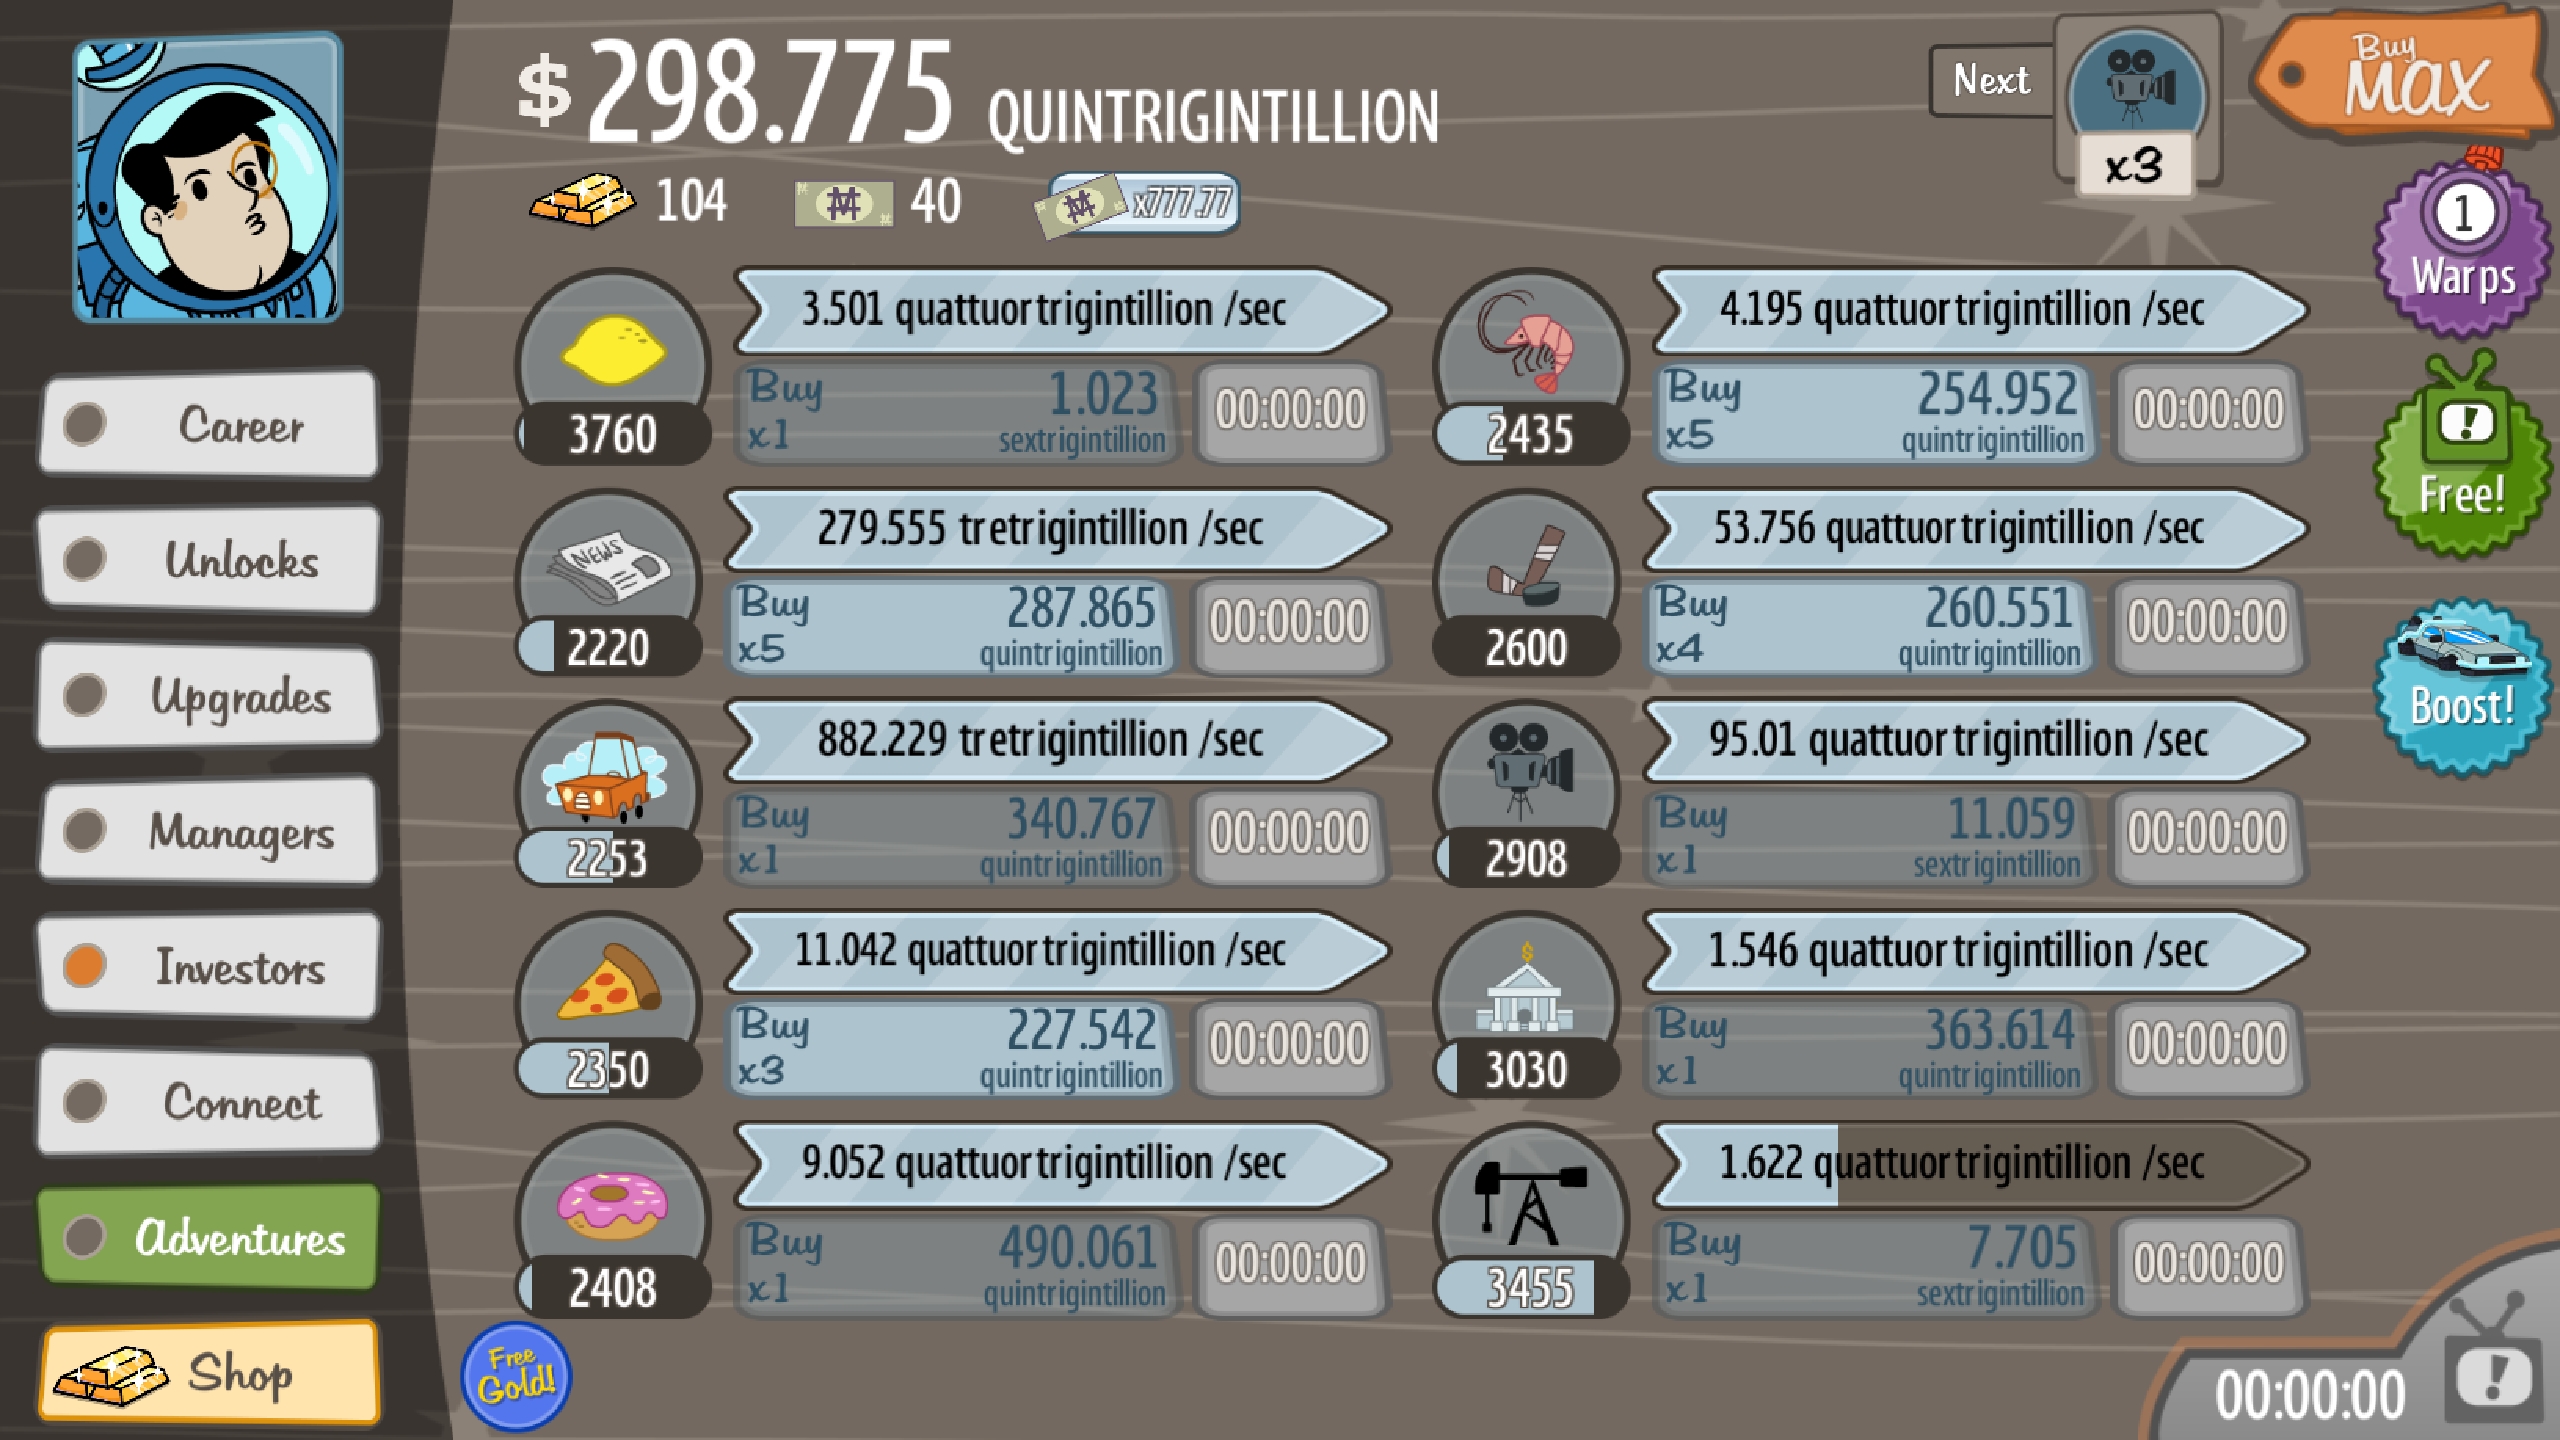 $298.775 QUINTRIGINTILLION
Next
x3
Buy
MAX
104
40
x777.77
1
Warps
Free!
Boost!
Career
Unlocks
Upgrades
Managers
Investors
Connect
Adventures
Shop
3.501 quattuortrigintillion /sec
3760
Buy
x1
1.023
sextrigintillion
00:00:00
NEWS
279.555 tretrigintillion /sec
2220
Buy
x5
287.865
quintrigintillion
00:00:00
882.229 tretrigintillion /sec
2253
Buy
x1
340.767
quintrigintillion
00:00:00
11.042 quattuortrigintillion /sec
2350
Buy
x3
227.542
quintrigintillion
00:00:00
9.052 quattuortrigintillion /sec
2408
Buy
x1
490.061
quintrigintillion
00:00:00
4.195 quattuortrigintillion /sec
2435
Buy
x5
254.952
quintrigintillion
00:00:00
53.756 quattuortrigintillion /sec
2600
Buy
x4
260.551
quintrigintillion
00:00:00
95.01 quattuortrigintillion /sec
2908
Buy
x1
11.059
sextrigintillion
00:00:00
$
1.546 quattuortrigintillion /sec
3030
Buy
x1
363.614
quintrigintillion
00:00:00
1.622 quattuortrigintillion /sec
3455
Buy
x1
7.705
sextrigintillion
00:00:00
Free
Gold!
00:00:00